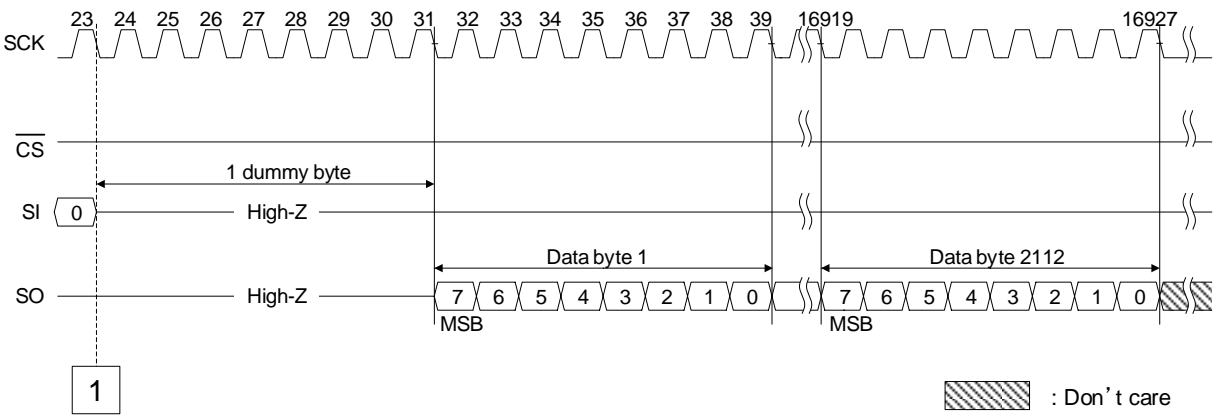 23 24 25 26 27 28 29 30 31 32 33 34 35 36 37 38 39 16919 16927
SCK
CS
1 dummy byte
SI 0 High-Z
Data byte 1 Data byte 2112
SO High-Z 7 6 5 4 3 2 1 0 7 6 5 4 3 2 1 0
MSB MSB
1
: Don't care